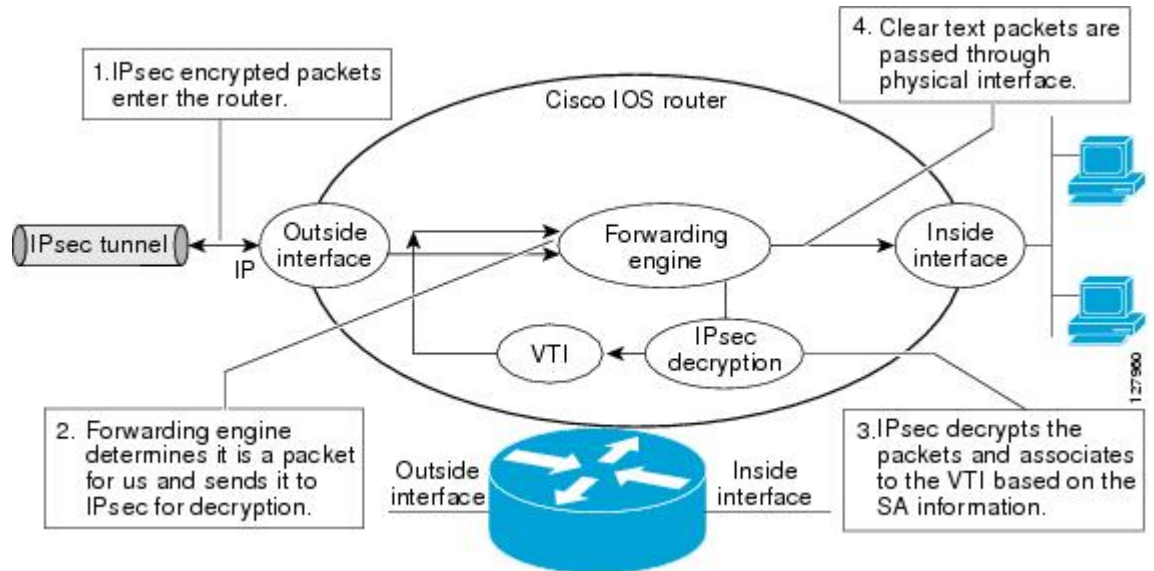 1. IPsec encrypted packets
enter the router.
4. Clear text packets are
passed through
physical interface.
Cisco IOS router
IPsec tunnel
IP
Outside
interface
Forwarding
engine
Inside
interface
VTI
IPsec
decryption
127960
2. Forwarding engine
determines it is a packet
for us and sends it to
IPsec for decryption.
Outside
interface
Inside
interface
3. IPsec decrypts the
packets and associates
to the VTI based on the
SA information.